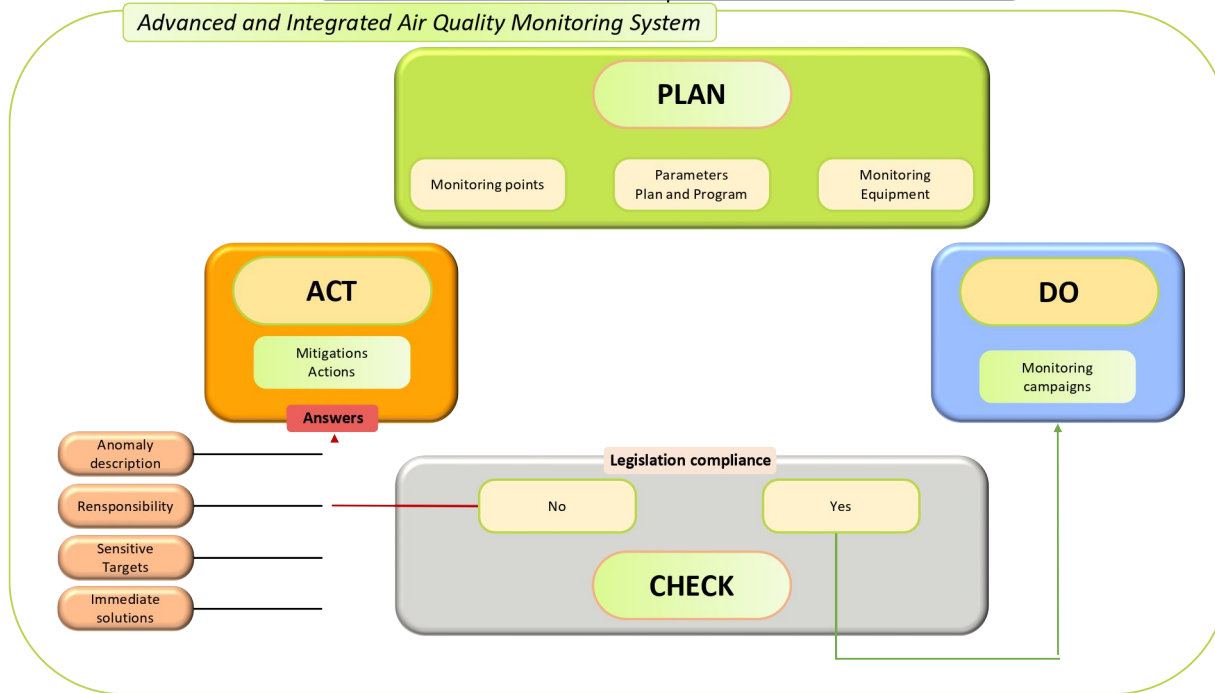 Advanced and Integrated Air Quality Monitoring System
PLAN
Monitoring points
Parameters
Plan and Program
Monitoring
Equipment
ACT
Mitigations
Actions
Answers
DO
Monitoring
campaigns
Anomaly
description
Rensponsibility
Sensitive
Targets
Immediate
solutions
Legislation compliance
No
Yes
CHECK